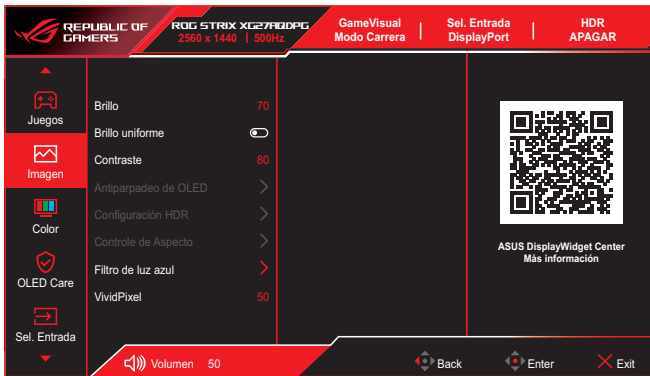 REPUBLIC OF
GAMERS
ROG STRIX XG27AQDPG
2560 x 1440 | 500Hz
GameVisual
Modo Carrera
Sel. Entrada
DisplayPort
HDR
APAGAR
Juegos
Imagen
Color
OLED Care
Sel. Entrada
Brillo 70
Brillo uniforme
Contraste 80
Antiparpadeo de OLED
Configuración HDR
Controle de Aspecto
Filtro de luz azul
VividPixel 50
ASUS DisplayWidget Center
Más información
Volumen 50
Back
Enter
Exit